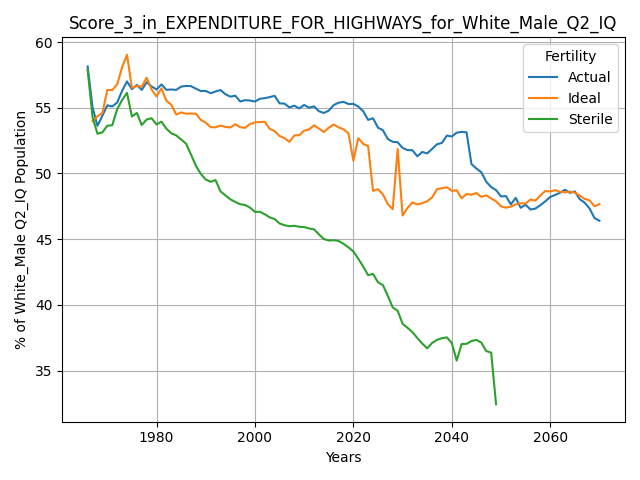 Score_3_in_EXPENDITURE_FOR_HIGHWAYS_for_White_Male_Q2_IQ
60
55
50
45
40
35
% of White_Male Q2_IQ Population
Fertility
Actual
Ideal
Sterile
1980
2000
2020
2040
2060
Years